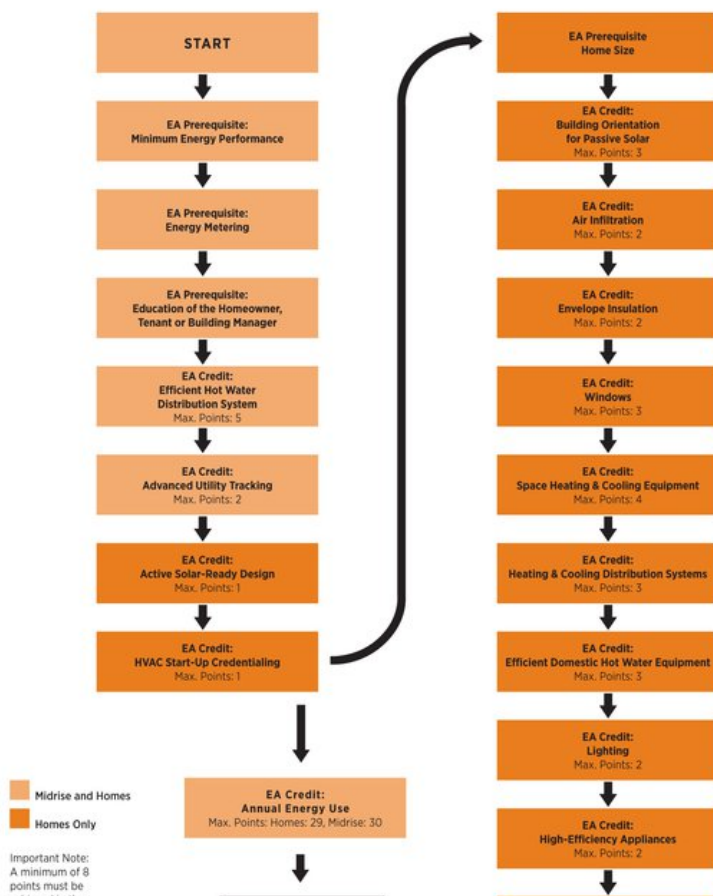 START
EA Prerequisite:
Minimum Energy Performance
EA Prerequisite:
Energy Metering
EA Prerequisite:
Education of the Homeowner,
Tenant or Building Manager
EA Credit:
Efficient Hot Water
Distribution System
Max. Points: 5
EA Credit:
Advanced Utility Tracking
Max. Points: 2
EA Credit:
Active Solar-Ready Design
Max. Points: 1
EA Credit:
HVAC Start-Up Credentialing
Max. Points: 1
EA Credit:
Annual Energy Use
Max. Points: Homes: 29, Midrise: 30
Midrise and Homes
Homes Only
Important Note:
A minimum of 8
points must be
EA Prerequisite
Home Size
EA Credit:
Building Orientation
for Passive Solar
Max. Points: 3
EA Credit:
Air Infiltration
Max. Points: 2
EA Credit:
Envelope Insulation
Max. Points: 2
EA Credit:
Windows
Max. Points: 3
EA Credit:
Space Heating & Cooling Equipment
Max. Points: 4
EA Credit:
Heating & Cooling Distribution Systems
Max. Points: 3
EA Credit:
Efficient Domestic Hot Water Equipment
Max. Points: 3
EA Credit:
Lighting
Max. Points: 2
EA Credit:
High-Efficiency Appliances
Max. Points: 2